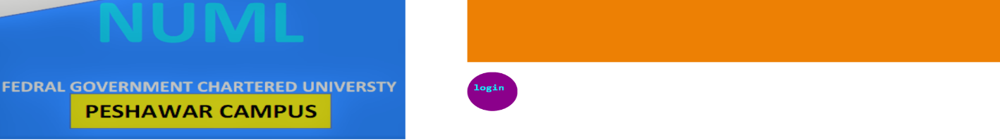 NUML
FEDRAL GOVERNMENT CHARTERED UNIVERSTY
PESHAWAR CAMPUS
login